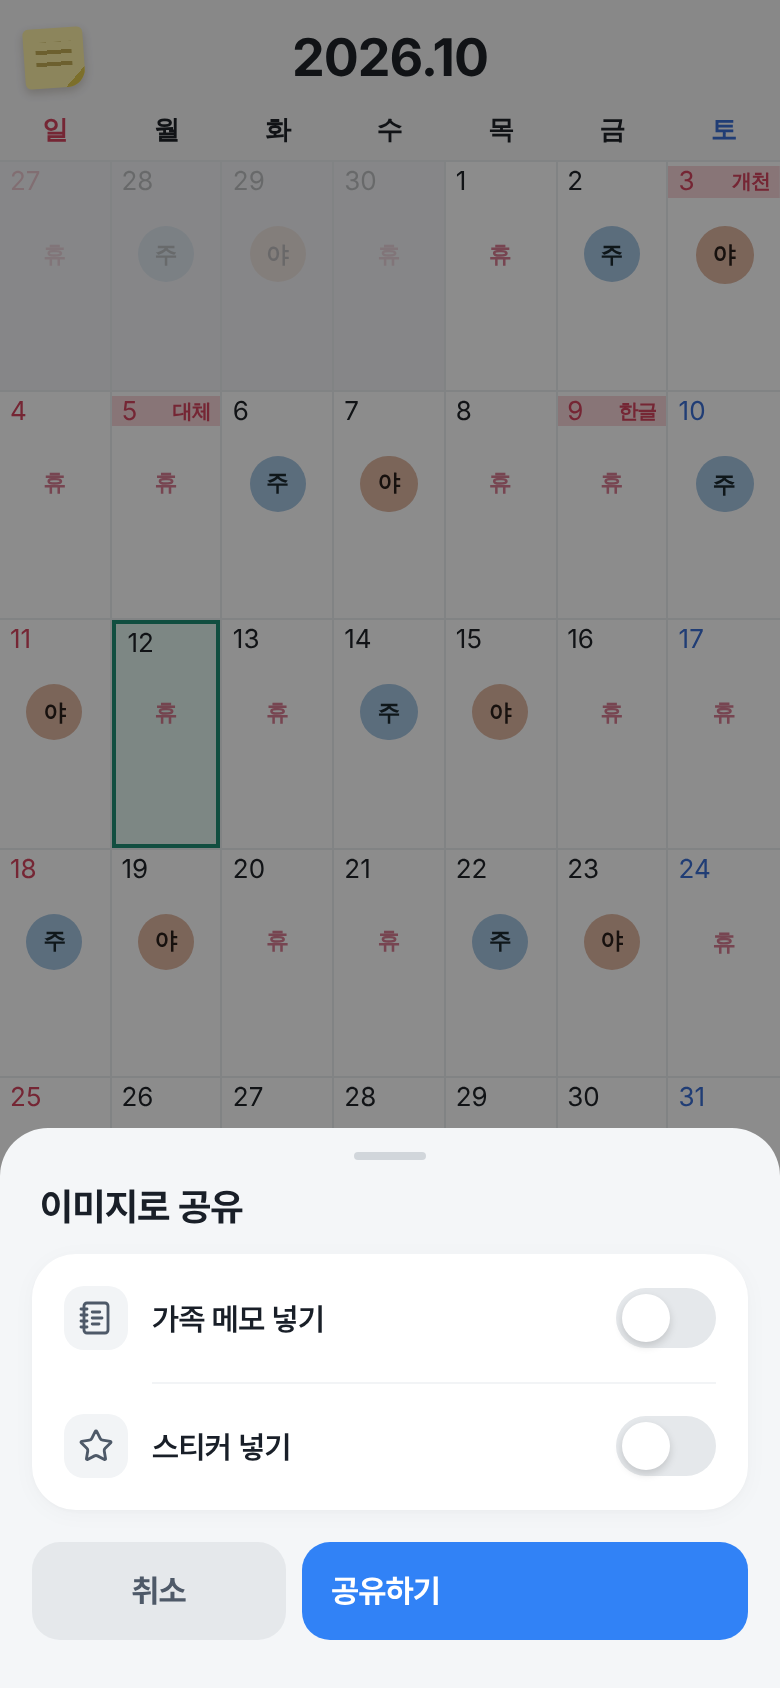 2026.10
일 월 화 수 목 금 토
27 28 29 30 1 2 3 개천
휴 주 야 휴 휴 주 야
4 5 대체 6 7 8 9 한글 10
휴 휴 주 야 휴 휴 주
11 12 13 14 15 16 17
야 휴 휴 주 야 휴 휴
18 19 20 21 22 23 24
주 야 휴 휴 주 야 휴
25 26 27 28 29 30 31
이미지로 공유
가족 메모 넣기
스티커 넣기
취소 공유하기